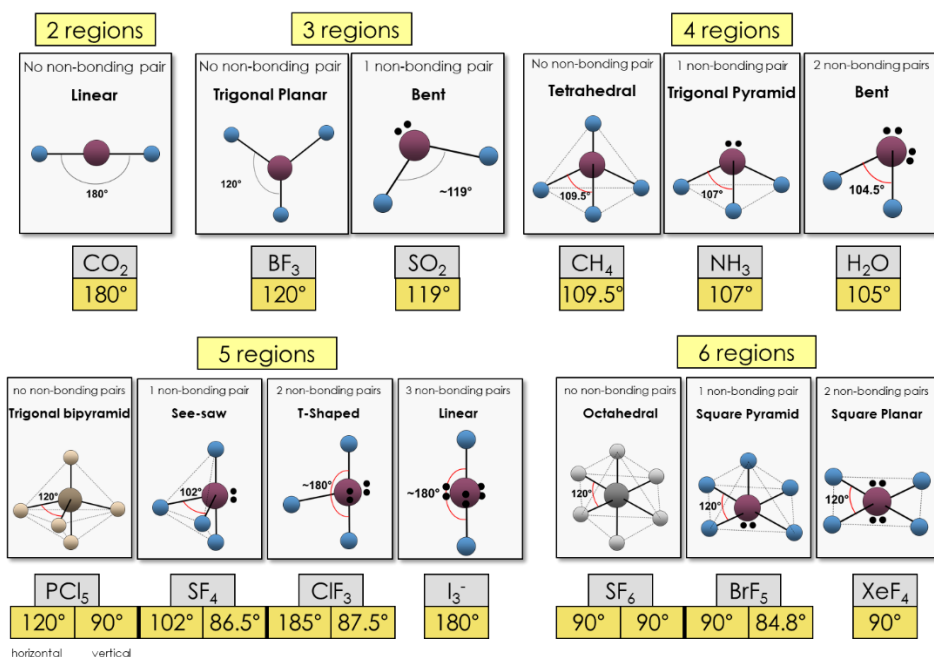 2 regions
3 regions
4 regions
No non-bonding pair
Linear
180°
No non-bonding pair
Trigonal Planar
120°
1 non-bonding pair
Bent
~119°
No non-bonding pair
Tetrahedral
109.5°
1 non-bonding pair
Trigonal Pyramid
107°
2 non-bonding pairs
Bent
104.5°
CO₂
180°
BF₃
120°
SO₂
119°
CH₄
109.5°
NH₃
107°
H₂O
105°
5 regions
6 regions
no non-bonding pairs
Trigonal bipyramid
120°
1 non-bonding pair
See-saw
102°
2 non-bonding pairs
T-Shaped
~180°
3 non-bonding pairs
Linear
~180°
no non-bonding pairs
Octahedral
120°
1 non-bonding pair
Square Pyramid
120°
2 non-bonding pairs
Square Planar
120°
PCl₅
120° 90°
SF₄
102° 86.5°
ClF₃
185° 87.5°
I₃⁻
180°
SF₆
90° 90°
BrF₅
90° 84.8°
XeF₄
90°
horizontal vertical